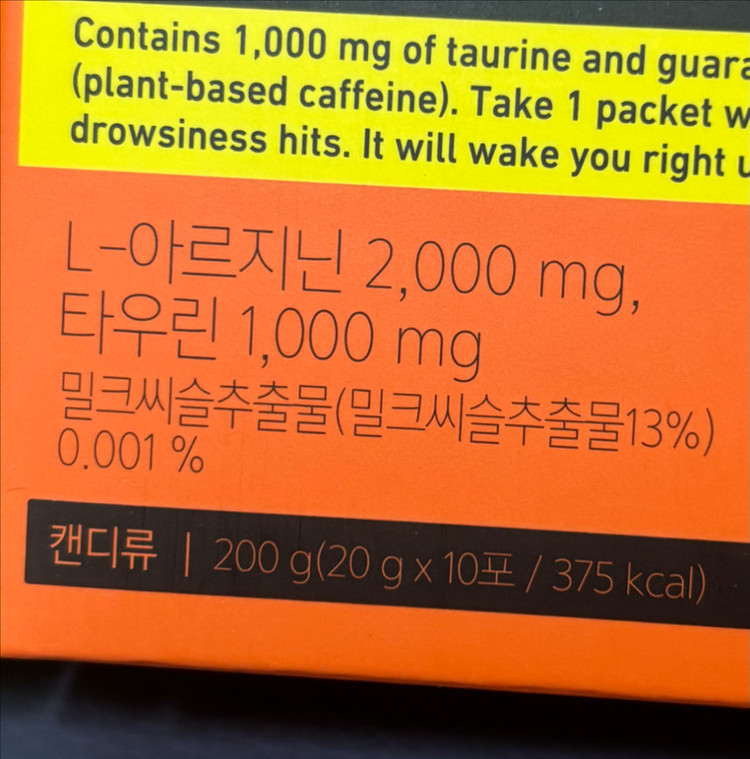 Contains 1,000 mg of taurine and
(plant-based caffeine). Take 1 packet
drowsiness hits. It will wake you right
L-아르지닌 2,000 mg,
타우린 1,000 mg
밀크씨슬추출물(밀크씨슬추출물13%)
0.001 %
캔디류 | 200 g(20 g x 10포 / 375 kcal)